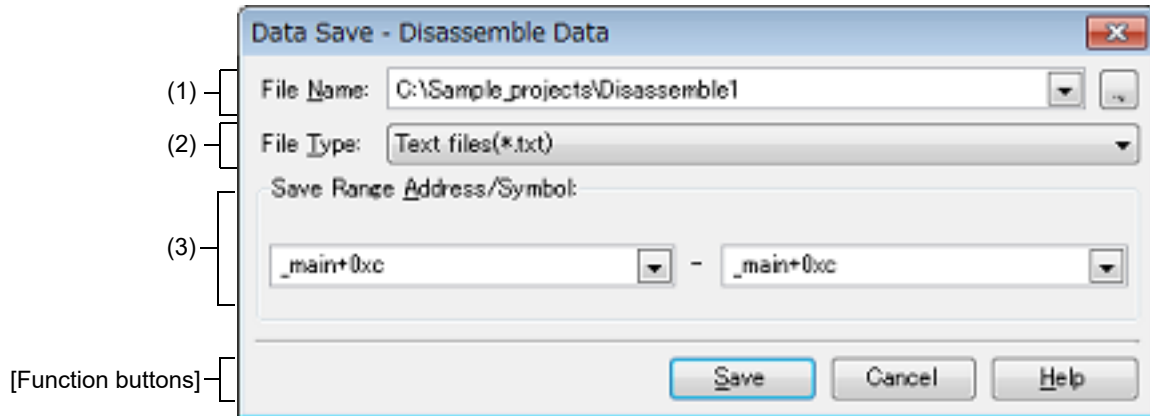 Data Save - Disassemble Data
(1) File Name: C:\Sample_projects\Disassemble1 ...
(2) File Type: Text files(*.txt)
Save Range Address/Symbol:
(3) _main+0xc - _main+0xc
[Function buttons] Save Cancel Help